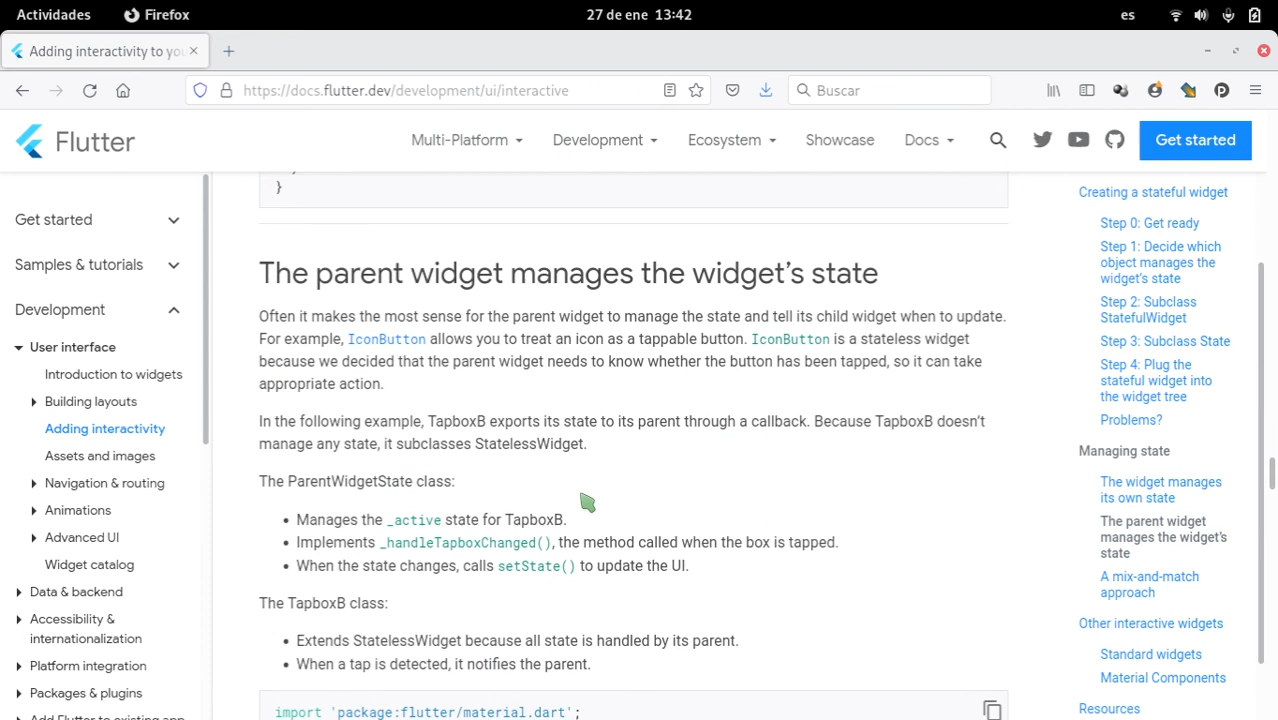 Actividades
Firefox
27 de ene 13:42
es
Adding interactivity to you
https://docs.flutter.dev/development/ui/interactive
Buscar
Flutter
Multi-Platform
Development
Ecosystem
Showcase
Docs
Get started
Get started
Samples & tutorials
Development
User interface
Introduction to widgets
Building layouts
Adding interactivity
Assets and images
Navigation & routing
Animations
Advanced UI
Widget catalog
Data & backend
Accessibility &
internationalization
Platform integration
Packages & plugins
Add Flutter to existing app
}
The parent widget manages the widget's state
Often it makes the most sense for the parent widget to manage the state and tell its child widget when to update.
For example, IconButton allows you to treat an icon as a tappable button. IconButton is a stateless widget
because we decided that the parent widget needs to know whether the button has been tapped, so it can take
appropriate action.
In the following example, TapboxB exports its state to its parent through a callback. Because TapboxB doesn't
manage any state, it subclasses StatelessWidget.
The ParentWidgetState class:
• Manages the _active state for TapboxB.
• Implements _handleTapboxChanged(), the method called when the box is tapped.
• When the state changes, calls setState() to update the UI.
The TapboxB class:
• Extends StatelessWidget because all state is handled by its parent.
• When a tap is detected, it notifies the parent.
import 'package:flutter/material.dart';
Creating a stateful widget
Step 0: Get ready
Step 1: Decide which
object manages the
widget's state
Step 2: Subclass
StatefulWidget
Step 3: Subclass State
Step 4: Plug the
stateful widget into
the widget tree
Problems?
Managing state
The widget manages
its own state
The parent widget
manages the widget's
state
A mix-and-match
approach
Other interactive widgets
Standard widgets
Material Components
Resources